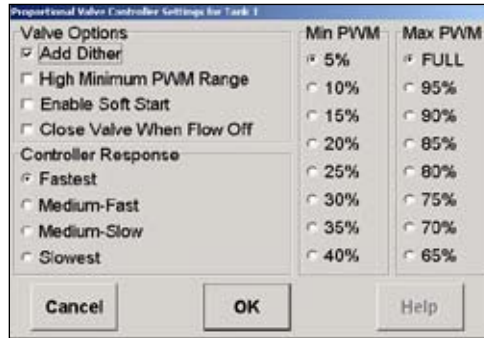 Proportional Valve Controller Settings for Tank 1
Valve Options
Add Dither
High Minimum PWM Range
Enable Soft Start
Close Valve When Flow Off
Controller Response
Fastest
Medium-Fast
Medium-Slow
Slowest
Min PWM
5%
10%
15%
20%
25%
30%
35%
40%
Max PWM
FULL
95%
90%
85%
80%
75%
70%
65%
Cancel
OK
Help